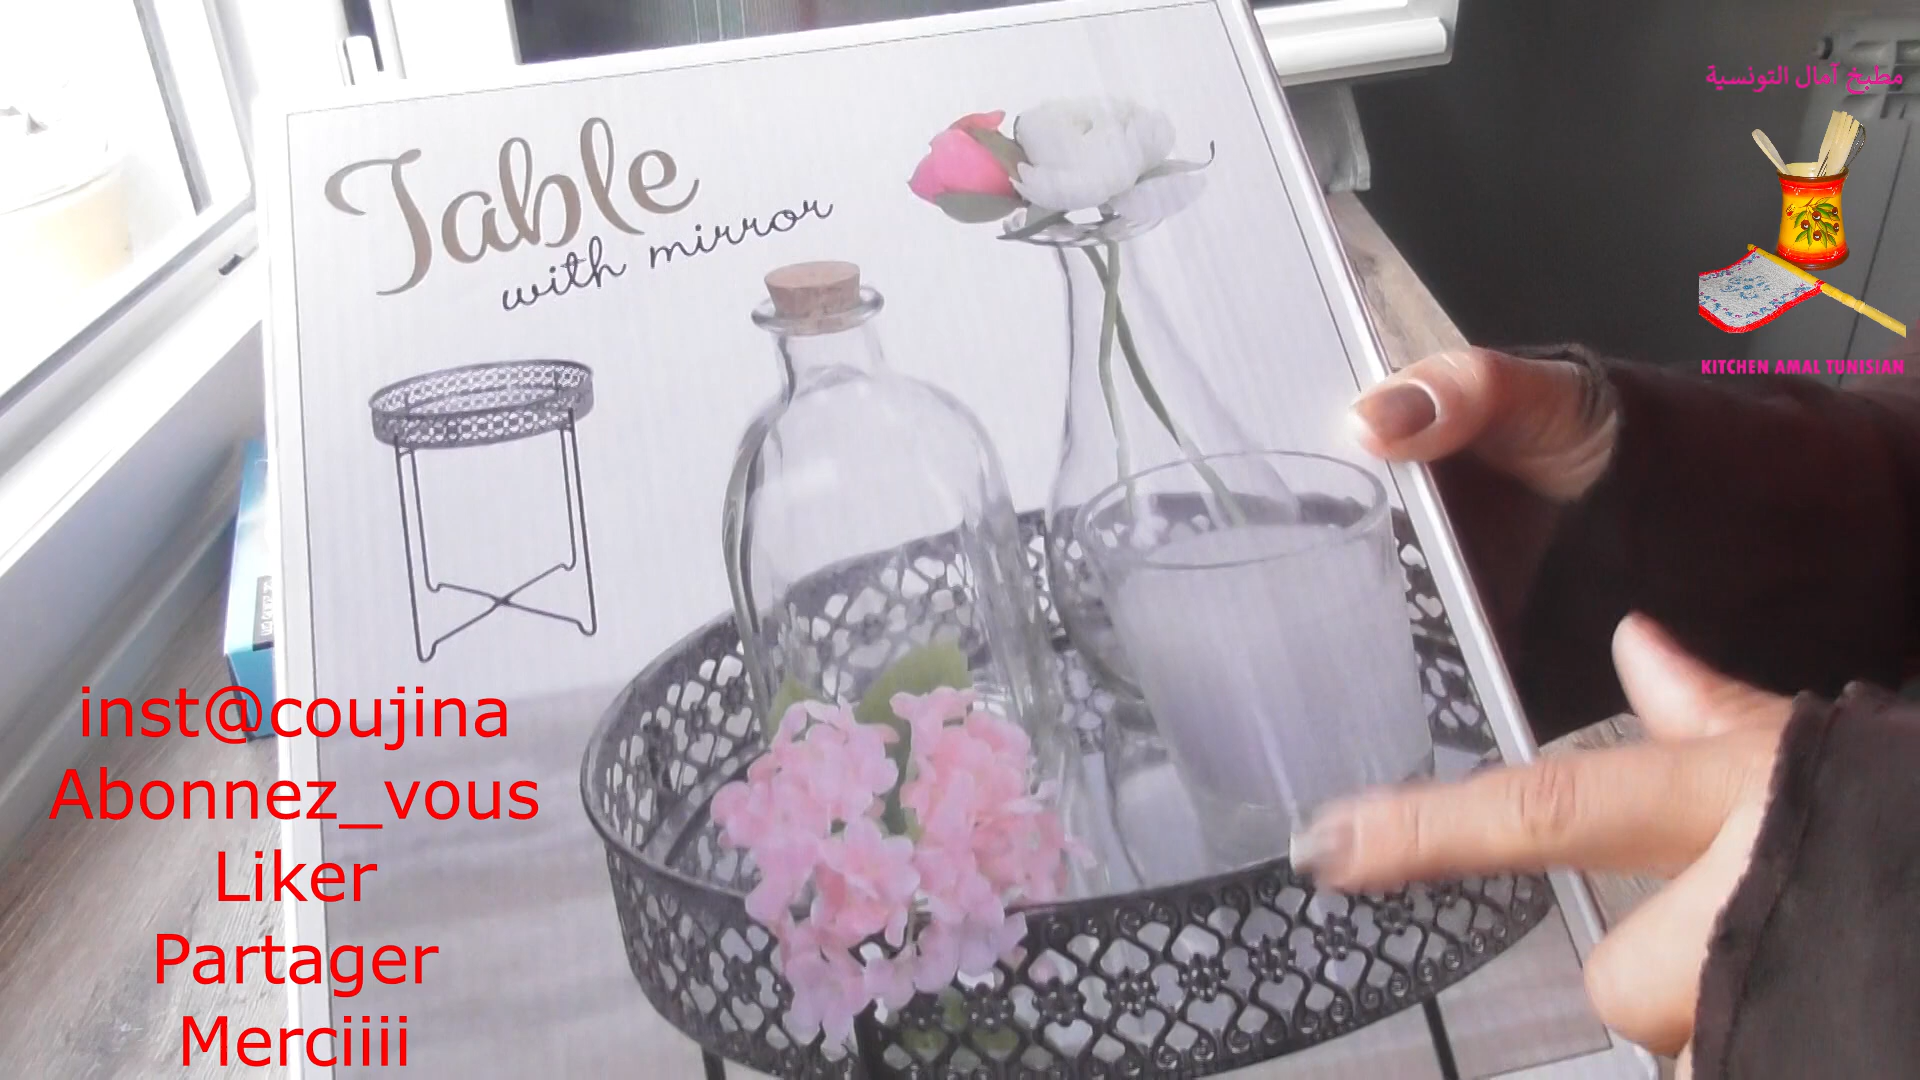 Table
with mirror
مطبخ آمال التونسية
KITCHEN AMAL TUNISIAN
inst@coujina
Abonnez_vous
Liker
Partager
Merciiii